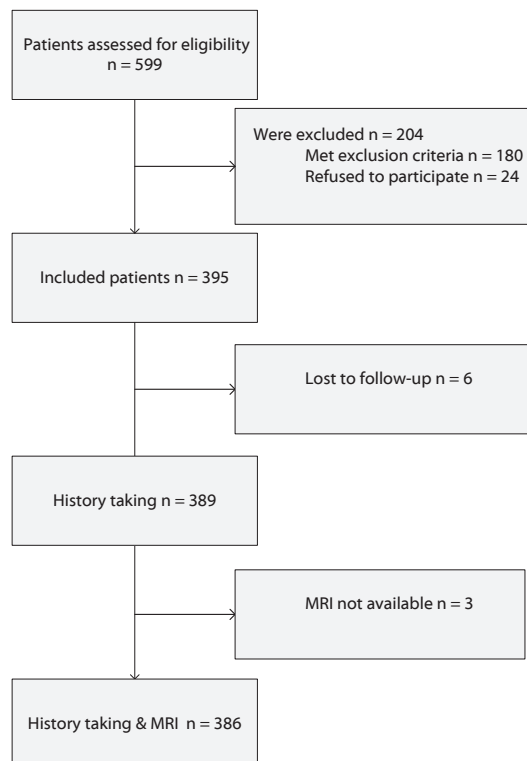 Patients assessed for eligibility
n = 599
Were excluded n = 204
Met exclusion criteria n = 180
Refused to participate n = 24
Included patients n = 395
Lost to follow-up n = 6
History taking n = 389
MRI not available n = 3
History taking & MRI n = 386